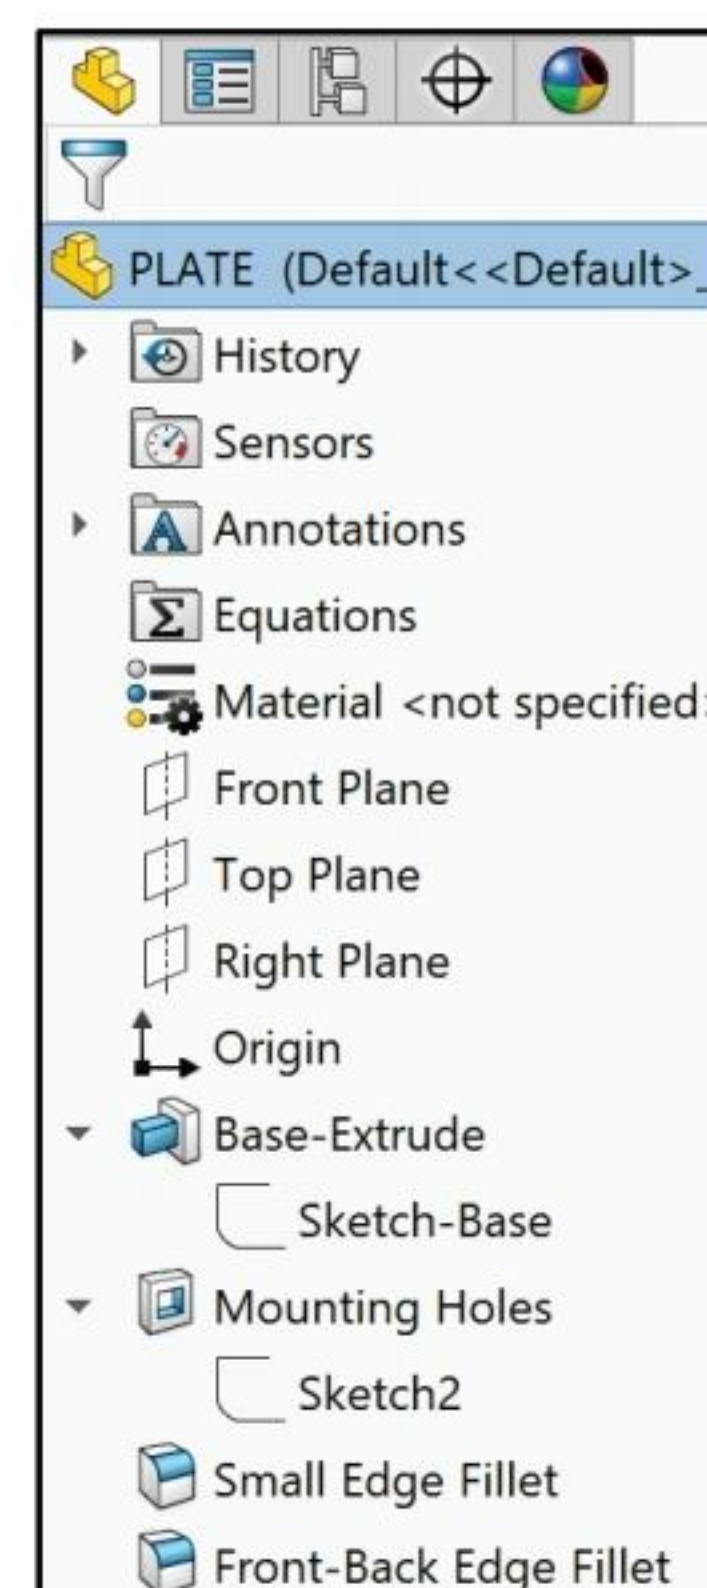 PLATE (Default<<Default>_
History
Sensors
Annotations
Equations
Material <not specified>
Front Plane
Top Plane
Right Plane
Origin
Base-Extrude
Sketch-Base
Mounting Holes
Sketch2
Small Edge Fillet
Front-Back Edge Fillet